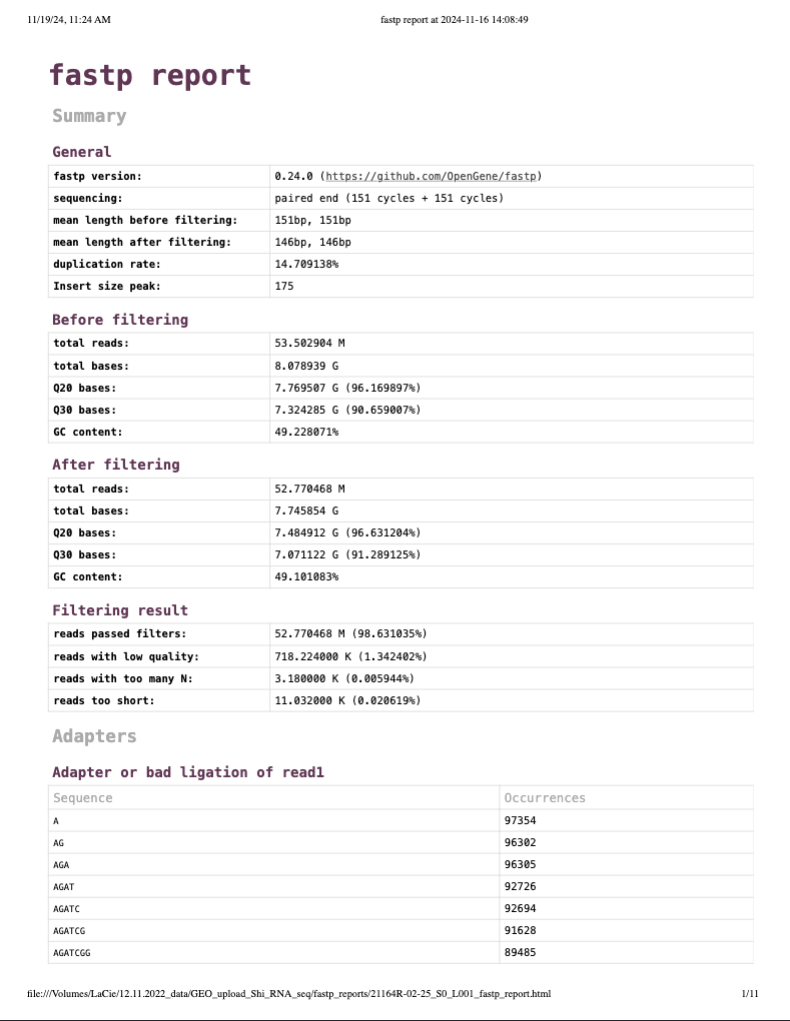 11/19/24, 11:24 AM fastp report at 2024-11-16 14:08:49
fastp report
Summary
General
fastp version: 0.24.0 (https://github.com/OpenGene/fastp)
sequencing: paired end (151 cycles + 151 cycles)
mean length before filtering: 151bp, 151bp
mean length after filtering: 146bp, 146bp
duplication rate: 14.709138%
Insert size peak: 175
Before filtering
total reads: 53.502904 M
total bases: 8.078939 G
Q20 bases: 7.769507 G (96.169897%)
Q30 bases: 7.324285 G (90.659007%)
GC content: 49.228071%
After filtering
total reads: 52.770468 M
total bases: 7.745854 G
Q20 bases: 7.484912 G (96.631204%)
Q30 bases: 7.071122 G (91.289125%)
GC content: 49.101083%
Filtering result
reads passed filters: 52.770468 M (98.631035%)
reads with low quality: 718.224000 K (1.342402%)
reads with too many N: 3.180000 K (0.005944%)
reads too short: 11.032000 K (0.020619%)
Adapters
Adapter or bad ligation of read1
Sequence Occurrences
A 97354
AG 96302
AGA 96305
AGAT 92726
AGATC 92694
AGATCG 91628
AGATCGG 89485
file:///Volumes/LaCie/12.11.2022_data/GEO_upload_Shi_RNA_seq/fastp_reports/21164R-02-25_S0_L001_fastp_report.html 1/11